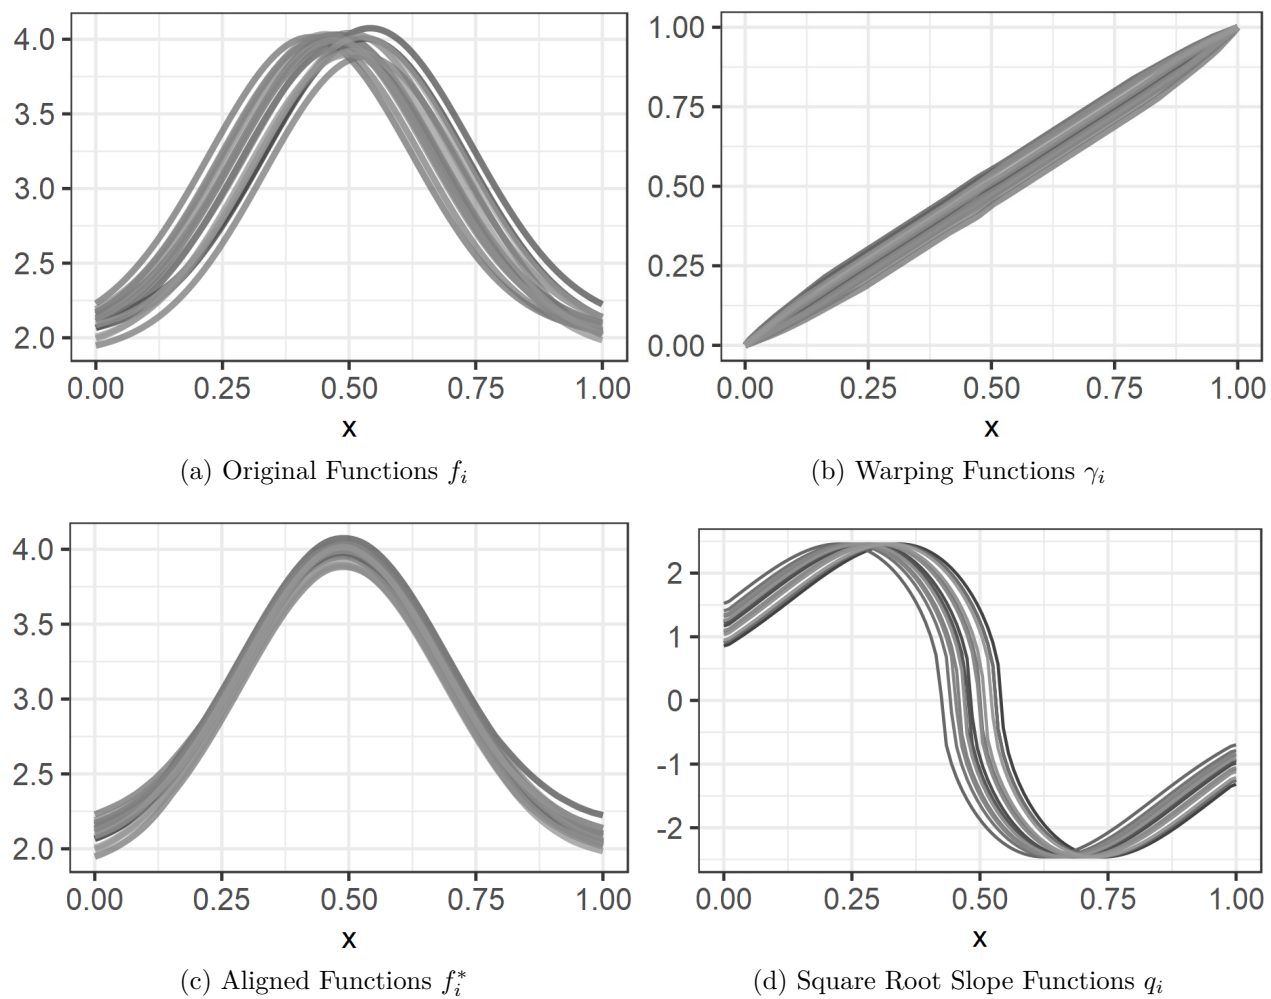 4.0
3.5
3.0
2.5
2.0
0.00 0.25 0.50 0.75 1.00
x
(a) Original Functions f_i
1.00
0.75
0.50
0.25
0.00
0.00 0.25 0.50 0.75 1.00
x
(b) Warping Functions γ_i
4.0
3.5
3.0
2.5
2.0
0.00 0.25 0.50 0.75 1.00
x
(c) Aligned Functions f_i^*
2
1
0
-1
-2
0.00 0.25 0.50 0.75 1.00
x
(d) Square Root Slope Functions q_i